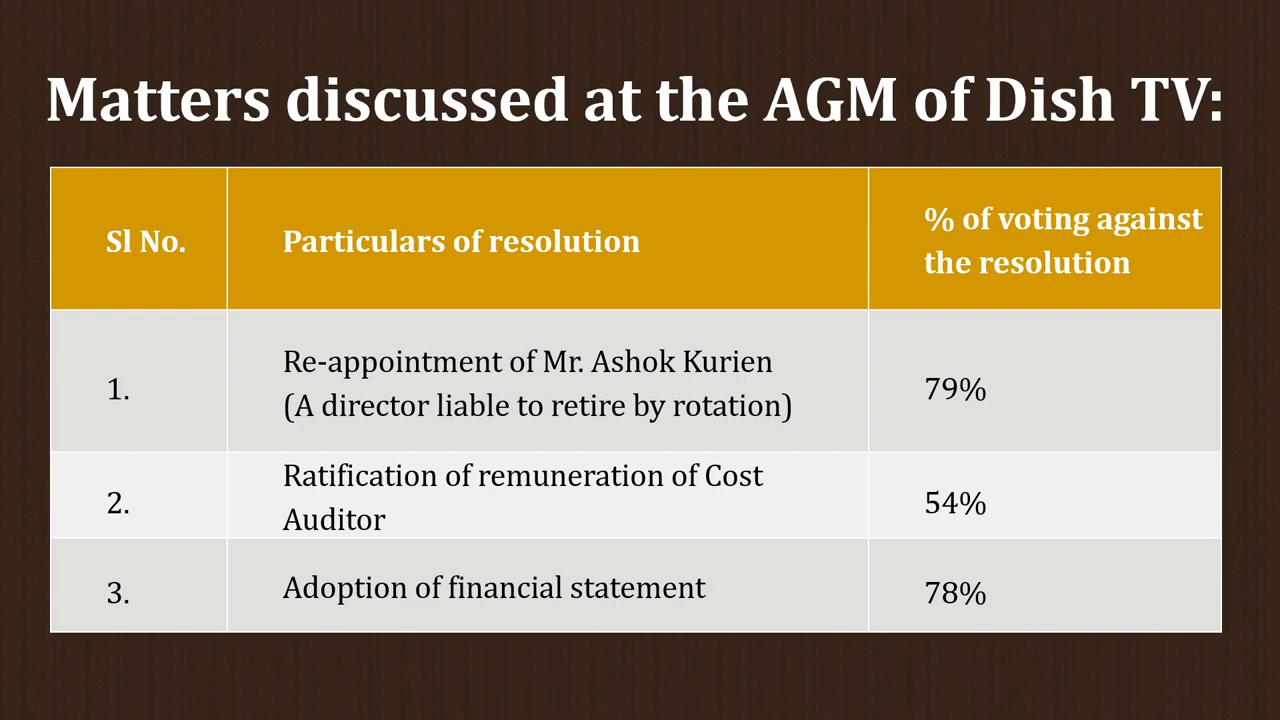 Matters discussed at the AGM of Dish TV:
Sl No.
Particulars of resolution
% of voting against
the resolution
1.
Re-appointment of Mr. Ashok Kurien
(A director liable to retire by rotation)
79%
2.
Ratification of remuneration of Cost
Auditor
54%
3.
Adoption of financial statement
78%